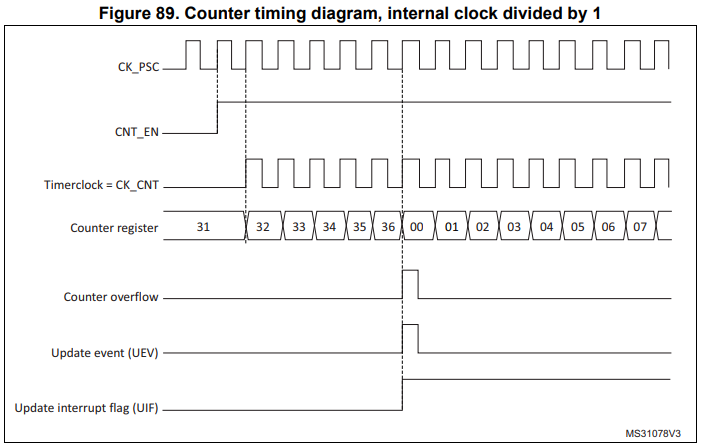 Figure 89. Counter timing diagram, internal clock divided by 1
CK_PSC
CNT_EN
Timerclock = CK_CNT
Counter register 31 32 33 34 35 36 00 01 02 03 04 05 06 07
Counter overflow
Update event (UEV)
Update interrupt flag (UIF)
MS31078V3